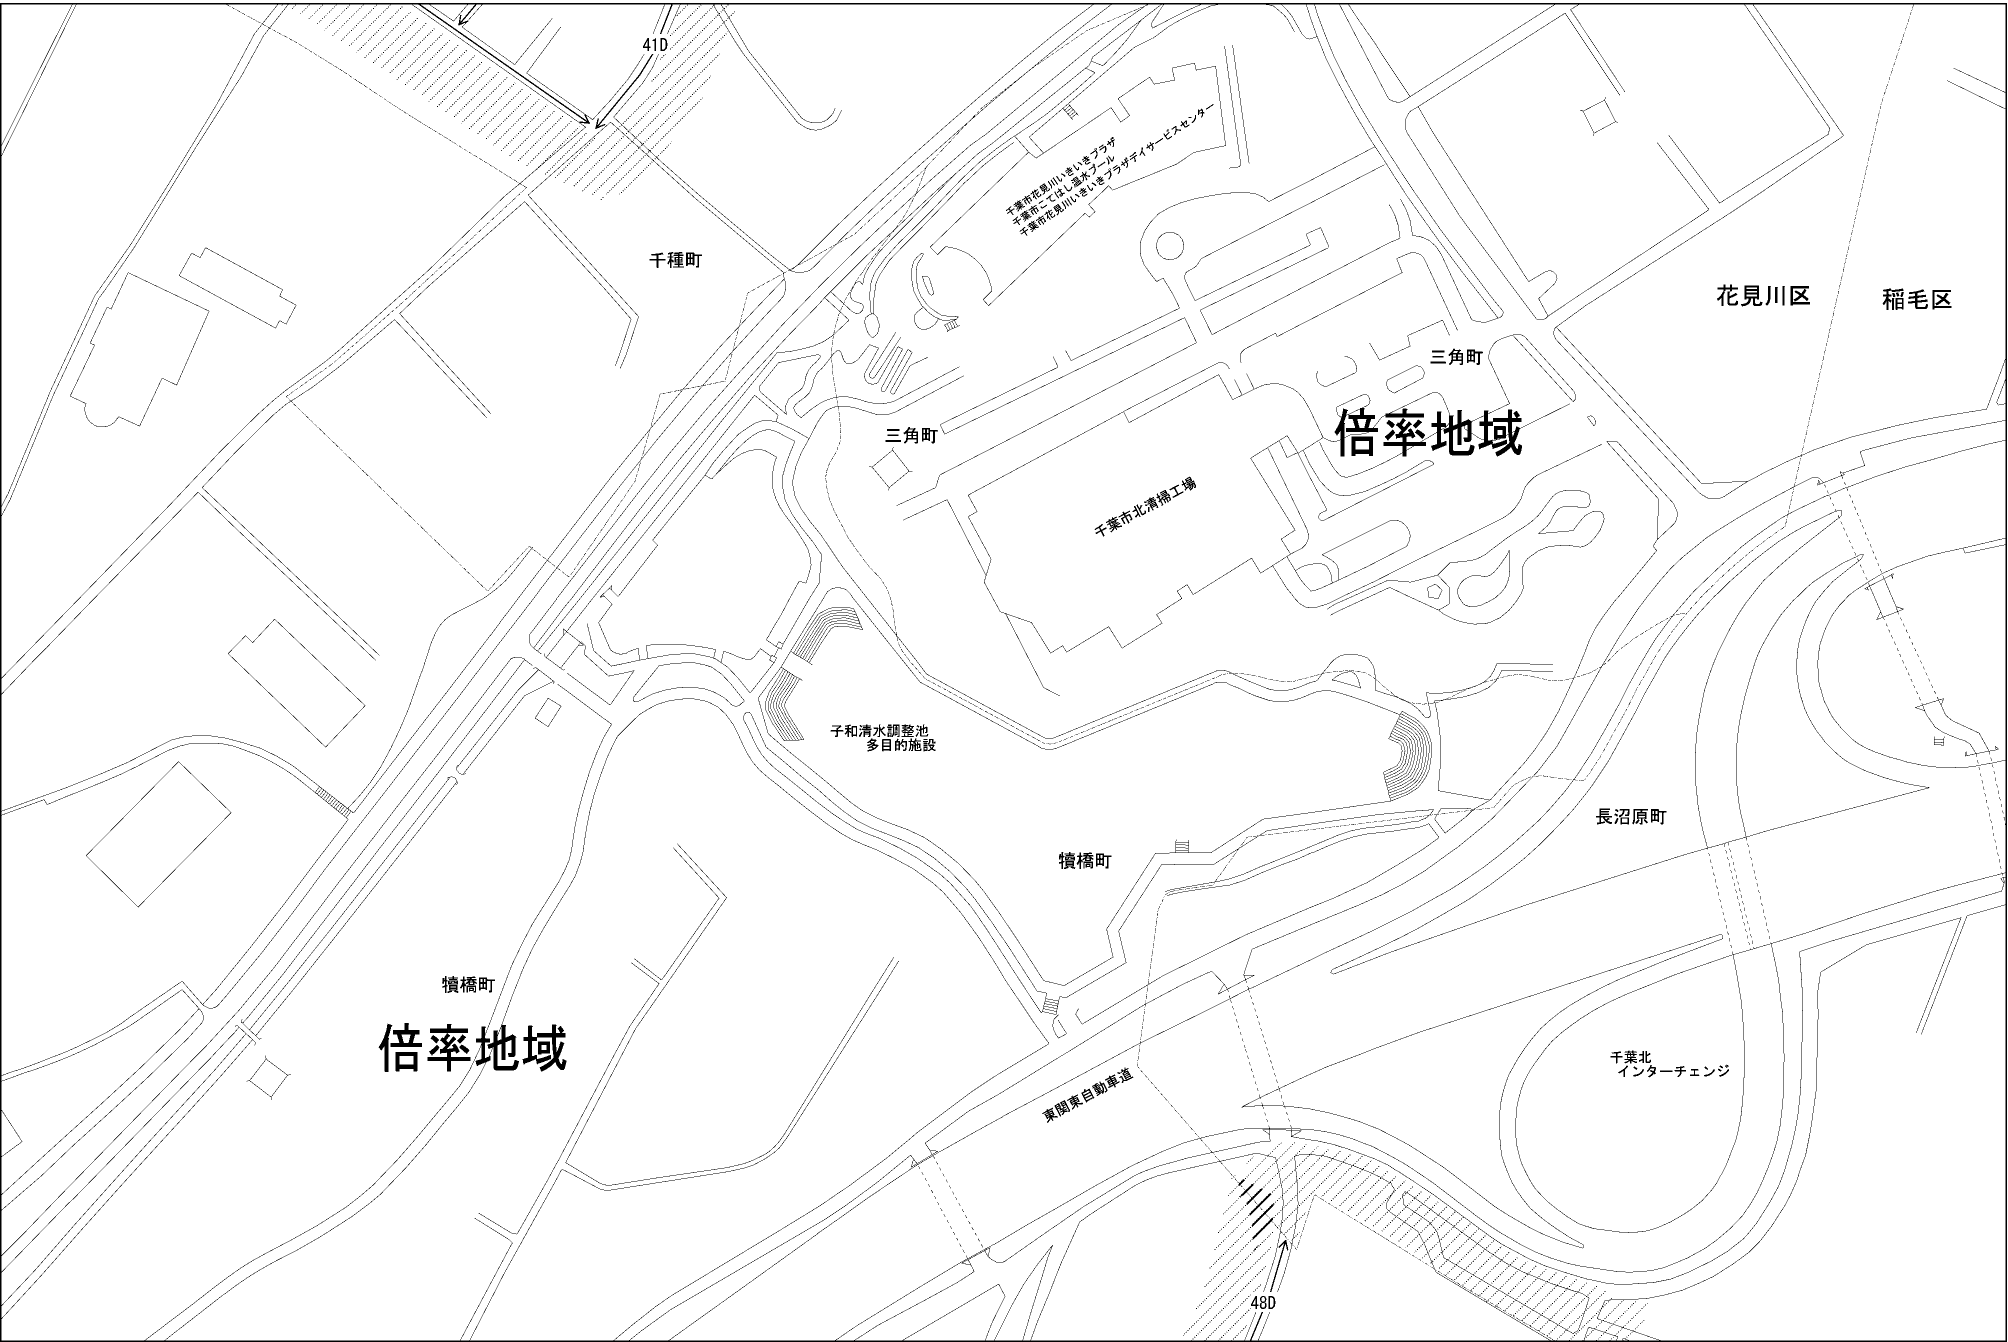 41D
千葉市花見川いきいきプラザ
千葉市こてはし温水プール
千葉市花見川いきいきプラザデイサービスセンター
千種町
花見川区
稲毛区
三角町
倍率地域
三角町
千葉市北清掃工場
子和清水調整池
多目的施設
長沼原町
犢橋町
犢橋町
倍率地域
千葉北
インターチェンジ
東関東自動車道
48D